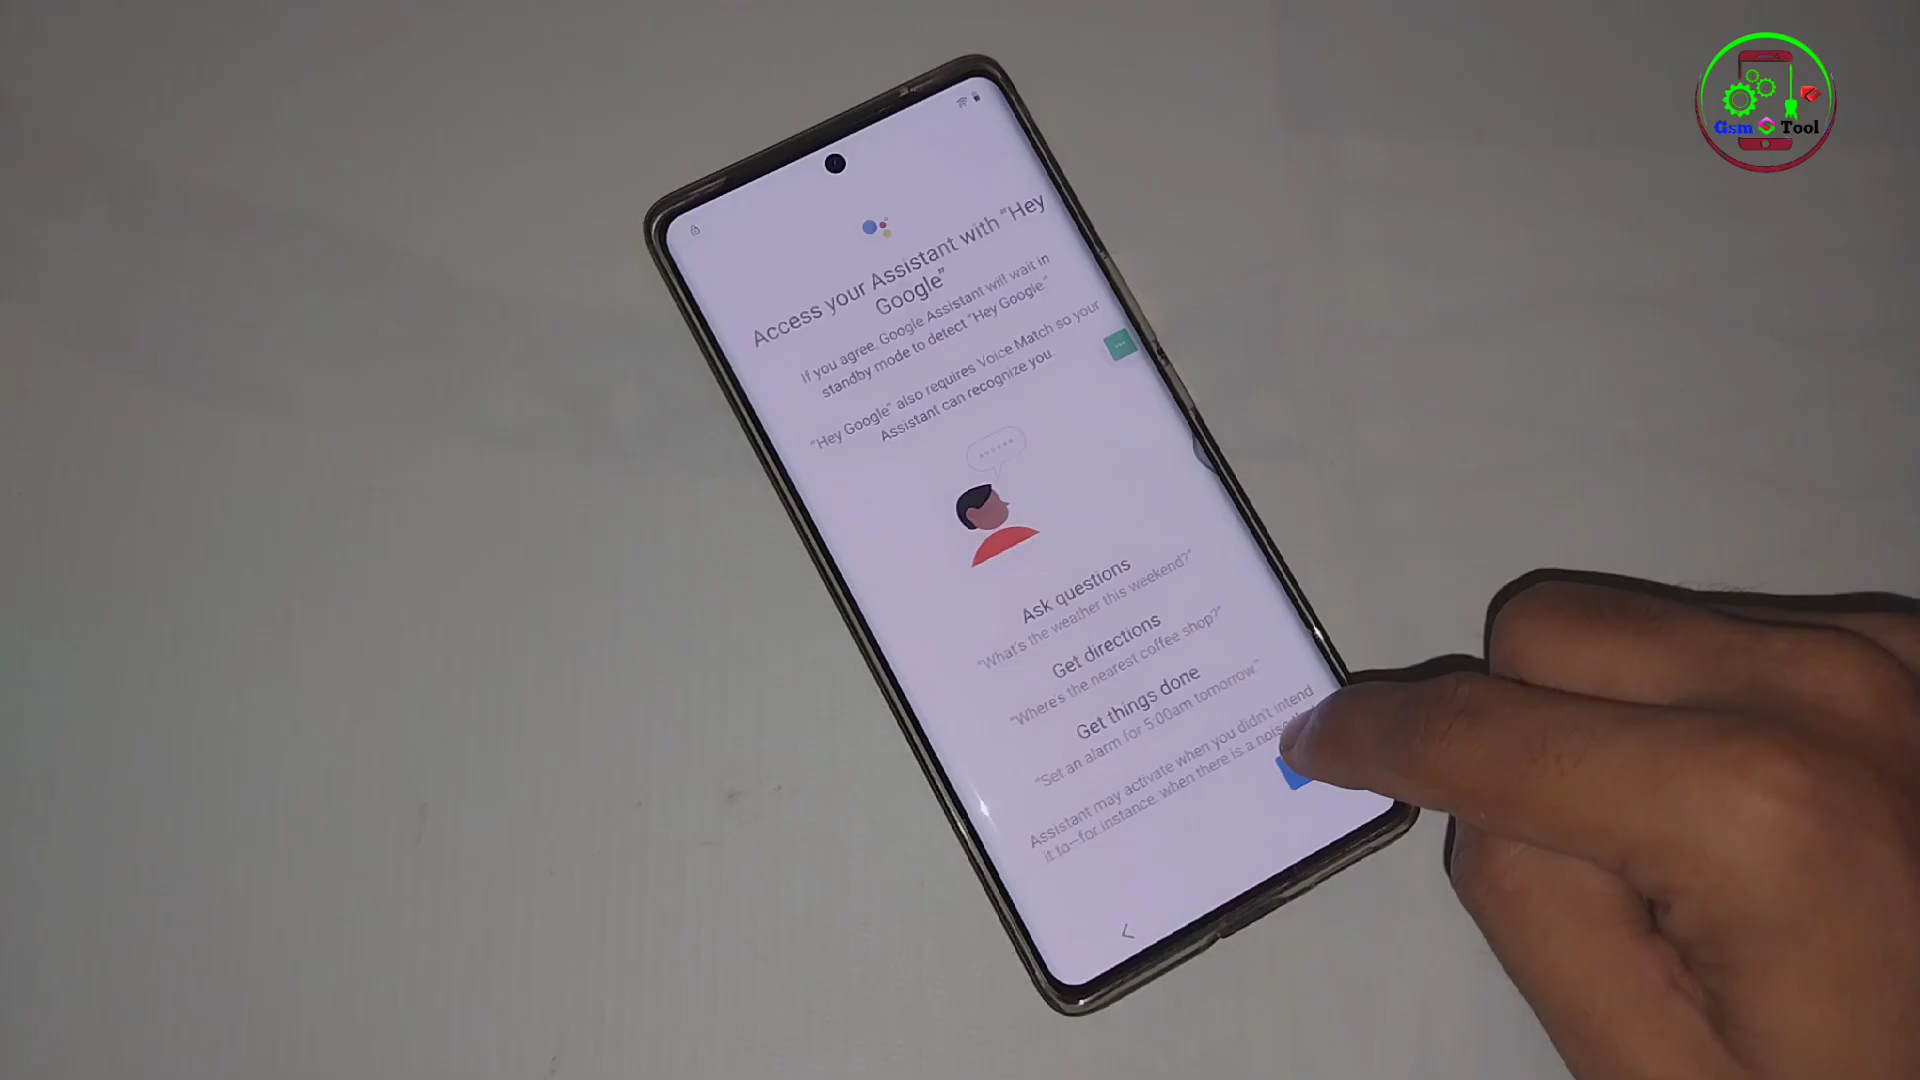 Gsm Tool
Access your Assistant with "Hey
Google"
If you agree, Google Assistant will wait in
standby mode to detect "Hey Google."
"Hey Google" also requires Voice Match so your
Assistant can recognize you.
Ask questions
"What's the weather this weekend?"
Get directions
"Where's the nearest coffee shop?"
Get things done
"Set an alarm for 5:00am tomorrow."
Assistant may activate when you didn't intend
it to—for instance, when there is a noise